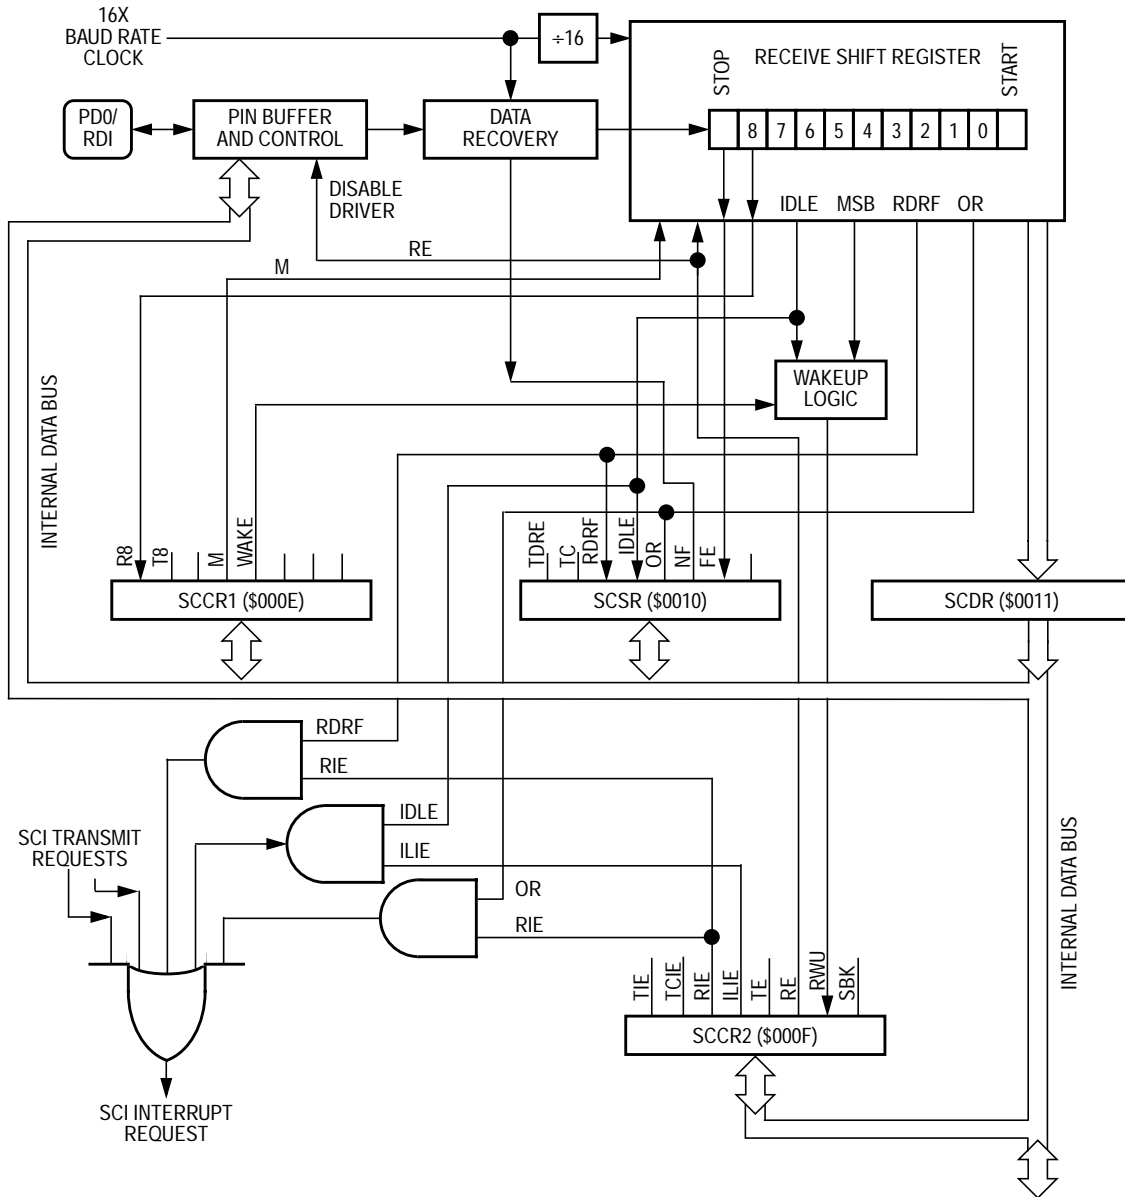 16X
BAUD RATE
CLOCK
÷16
RECEIVE SHIFT REGISTER
STOP
START
PD0/
RDI
PIN BUFFER
AND CONTROL
DATA
RECOVERY
8 7 6 5 4 3 2 1 0
DISABLE
DRIVER
IDLE MSB RDRF OR
RE
M
WAKEUP
LOGIC
INTERNAL DATA BUS
R8 T8 M WAKE
TDRE TC RDRF IDLE OR NF FE
SCCR1 ($000E)
SCSR ($0010)
SCDR ($0011)
RDRF
RIE
IDLE
ILIE
SCI TRANSMIT
REQUESTS
OR
RIE
INTERNAL DATA BUS
TIE TCIE RIE ILIE TE RE RWU SBK
SCCR2 ($000F)
SCI INTERRUPT
REQUEST